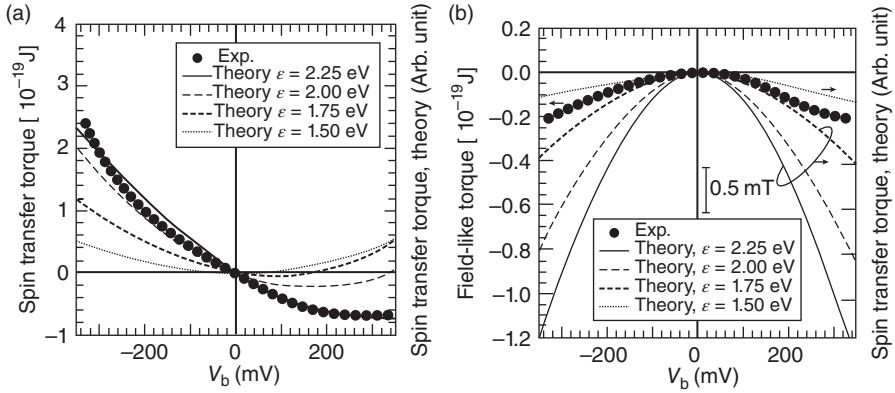 (a)
Spin transfer torque [ 10⁻¹⁹J]
4
3
2
1
0
−1
−200
0
200
V_b (mV)
Exp.
Theory ε = 2.25 eV
Theory ε = 2.00 eV
Theory ε = 1.75 eV
Theory ε = 1.50 eV
Spin transfer torque, theory (Arb. unit)
(b)
Field-like torque [ 10⁻¹⁹J]
0.2
0.0
−0.2
−0.4
−0.6
−0.8
−1.0
−1.2
−200
0
200
V_b (mV)
0.5 mT
Exp.
Theory, ε = 2.25 eV
Theory, ε = 2.00 eV
Theory, ε = 1.75 eV
Theory, ε = 1.50 eV
Spin transfer torque, theory (Arb. unit)